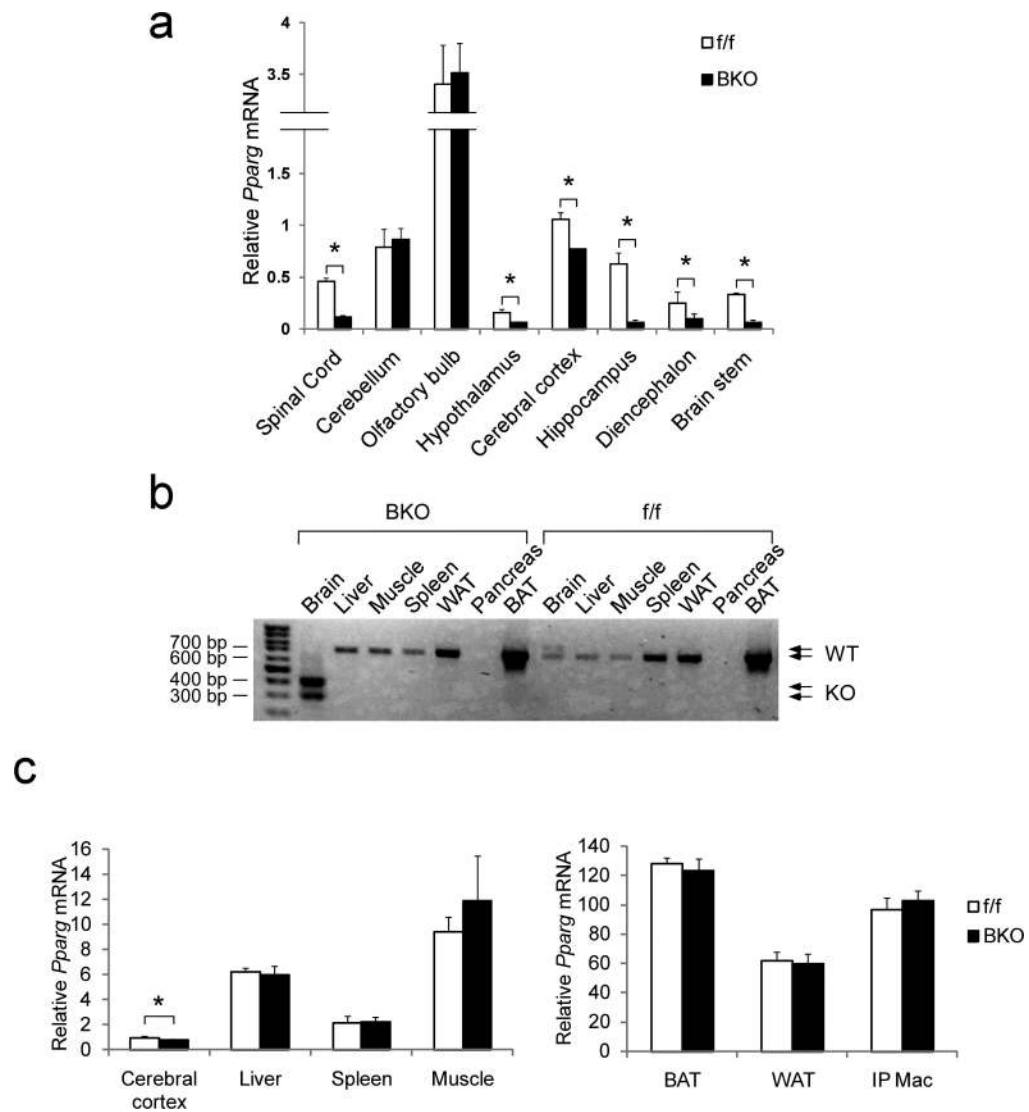 a
Relative Pparg mRNA
4
3.5
1.5
1
0.5
0
f/f
BKO
*
*
*
*
*
*
Spinal Cord
Cerebellum
Olfactory bulb
Hypothalamus
Cerebral cortex
Hippocampus
Diencephalon
Brain stem
b
BKO
f/f
Brain
Liver
Muscle
Spleen
WAT
Pancreas
BAT
Brain
Liver
Muscle
Spleen
WAT
Pancreas
BAT
700 bp
600 bp
400 bp
300 bp
WT
KO
c
Relative Pparg mRNA
16
14
12
10
8
6
4
2
0
*
Cerebral cortex
Liver
Spleen
Muscle
Relative Pparg mRNA
140
120
100
80
60
40
20
0
BAT
WAT
IP Mac
f/f
BKO